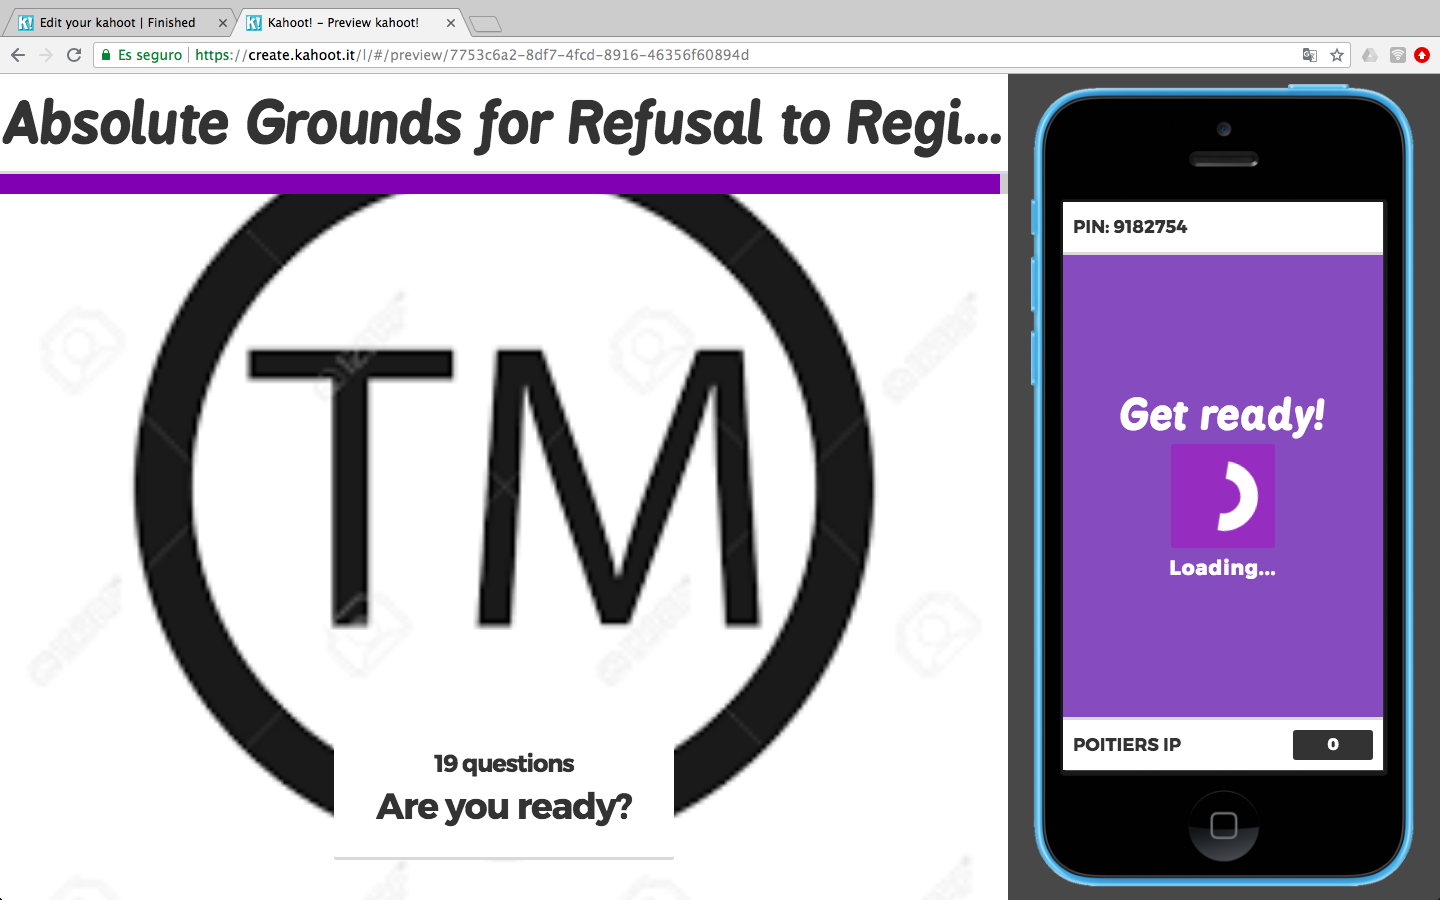 Edit your kahoot | Finished
Kahoot! - Preview kahoot!
Es seguro
https://create.kahoot.it/l/#/preview/7753c6a2-8df7-4fcd-8916-46356f60894d
Absolute Grounds for Refusal to Regi...
TM
19 questions
Are you ready?
PIN: 9182754
Get ready!
Loading...
POITIERS IP
0